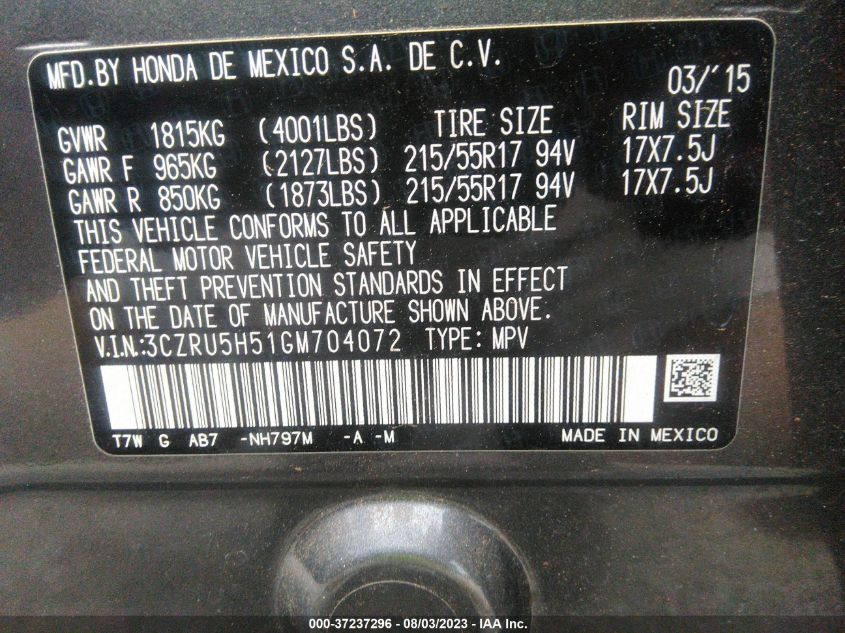 MFD.BY HONDA DE MEXICO S.A. DE C.V.
03/'15
GVWR 1815KG (4001LBS) TIRE SIZE RIM SIZE
GAWR F 965KG (2127LBS) 215/55R17 94V 17X7.5J
GAWR R 850KG (1873LBS) 215/55R17 94V 17X7.5J
THIS VEHICLE CONFORMS TO ALL APPLICABLE
FEDERAL MOTOR VEHICLE SAFETY
AND THEFT PREVENTION STANDARDS IN EFFECT
ON THE DATE OF MANUFACTURE SHOWN ABOVE.
V.I.N.:3CZRU5H51GM704072 TYPE: MPV
T7W G AB7 -NH797M -A -M MADE IN MEXICO
000-37237296 - 08/03/2023 - IAA Inc.